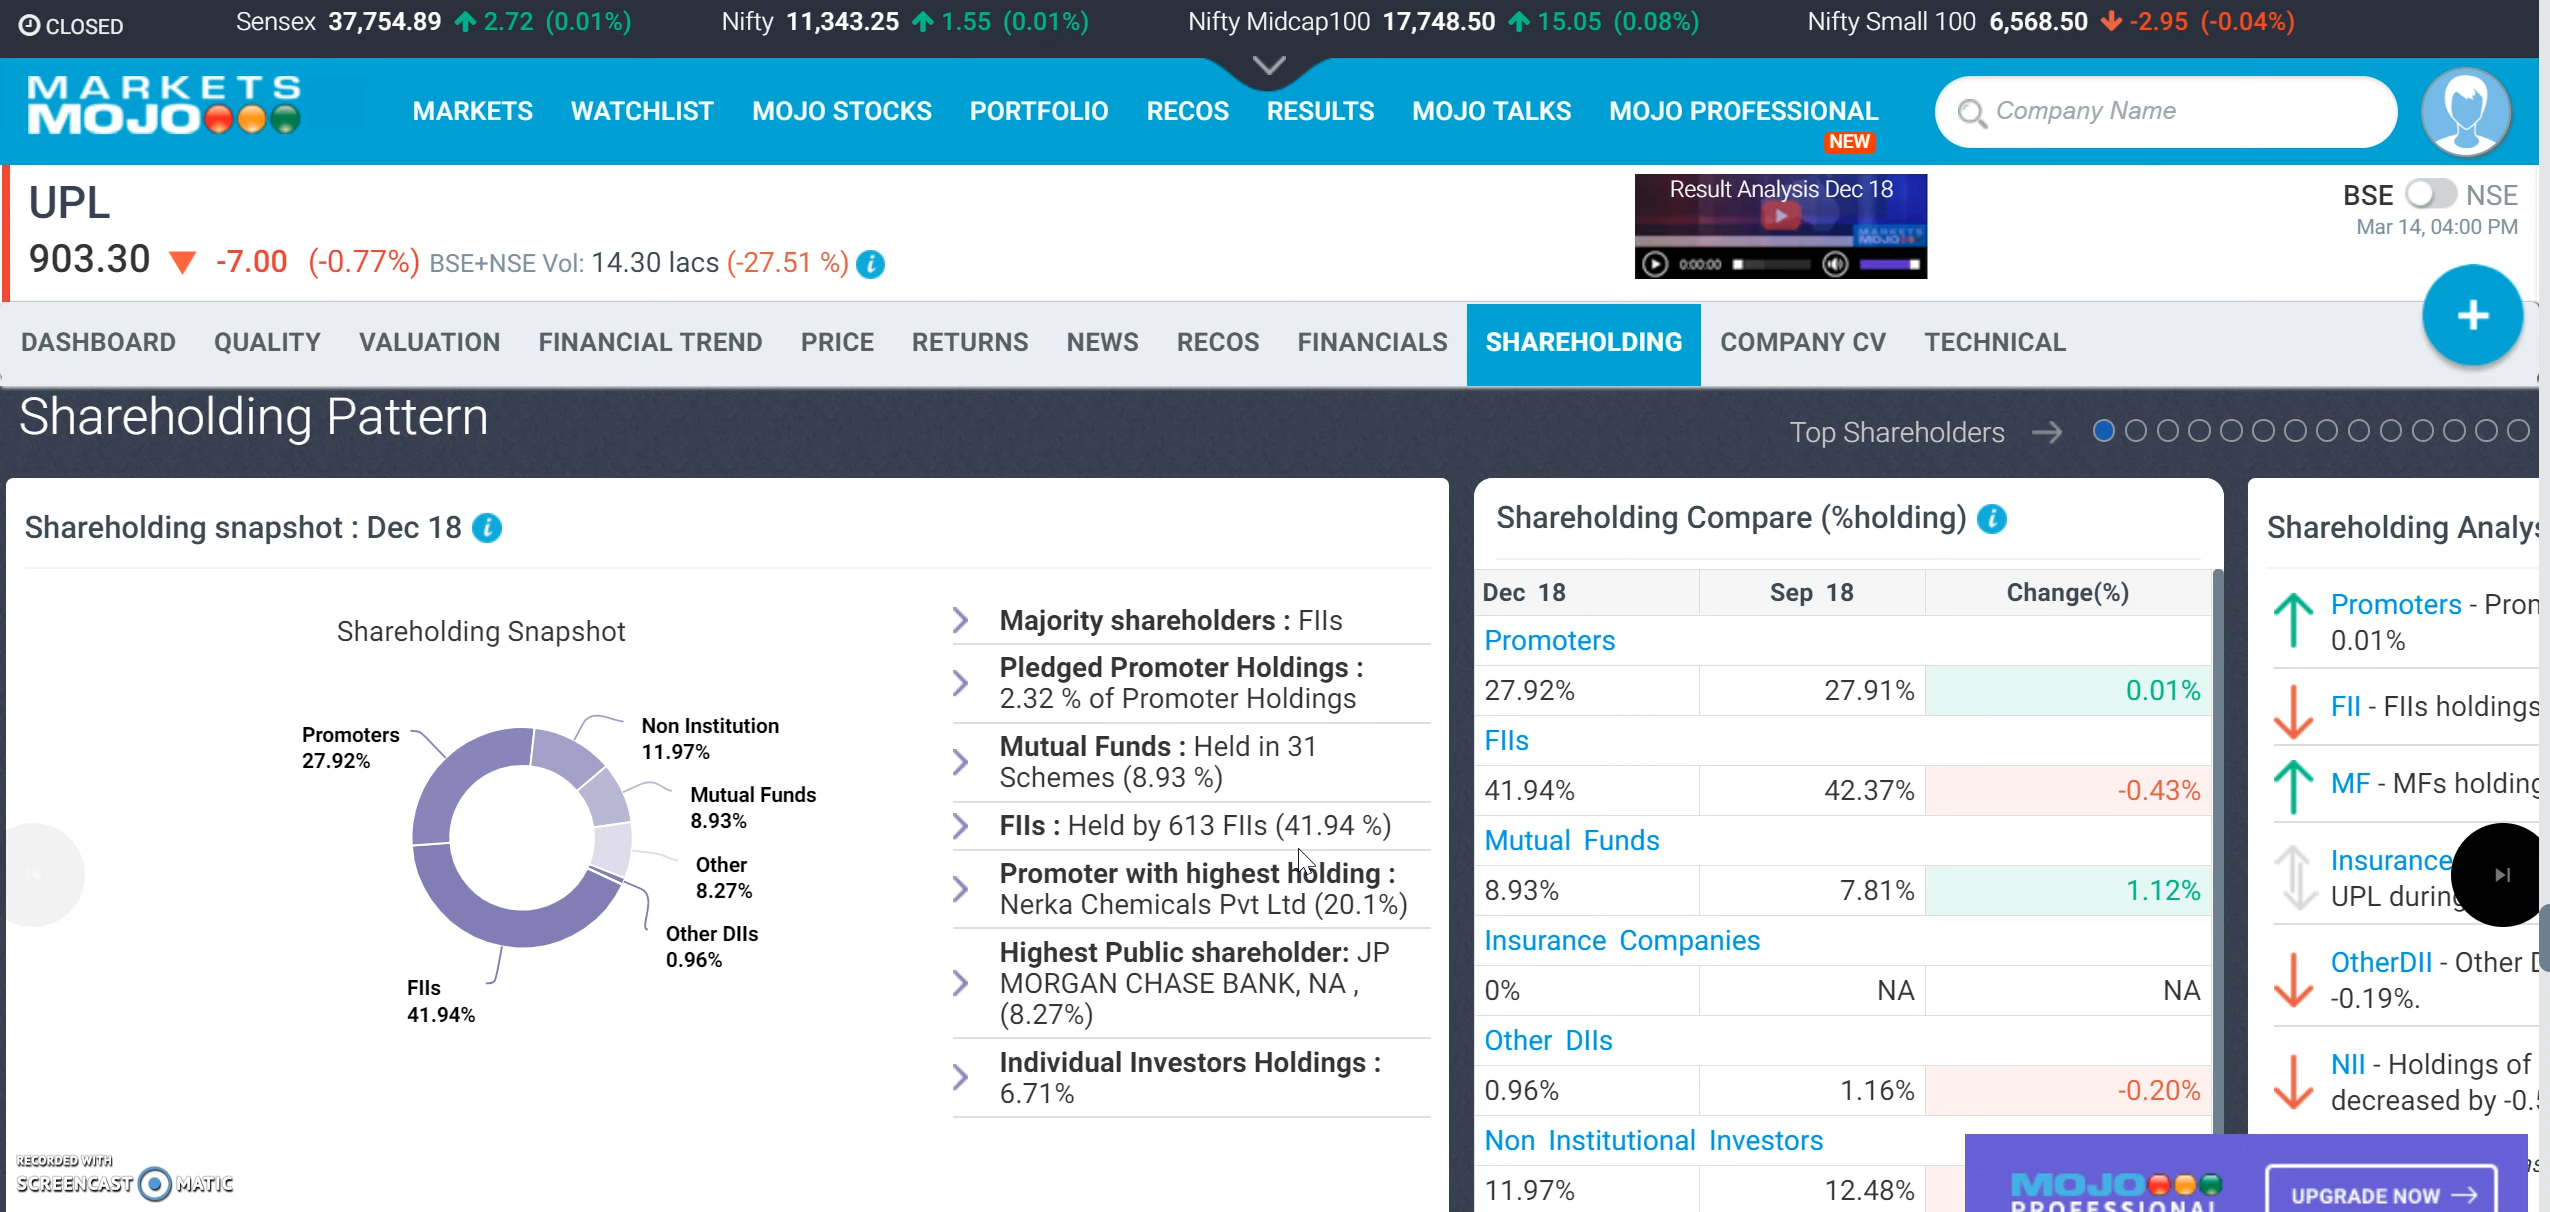 CLOSED Sensex 37,754.89 2.72 (0.01%) Nifty 11,343.25 1.55 (0.01%) Nifty Midcap100 17,748.50 15.05 (0.08%) Nifty Small 100 6,568.50 -2.95 (-0.04%)
MARKETS
MOJO
MARKETS WATCHLIST MOJO STOCKS PORTFOLIO RECOS RESULTS MOJO TALKS MOJO PROFESSIONAL Company Name
NEW
UPL
903.30 -7.00 (-0.77%) BSE+NSE Vol: 14.30 lacs (-27.51 %) i
Result Analysis Dec 18
MARKETS
MOJO
0:00:00
BSE NSE
Mar 14, 04:00 PM
+
DASHBOARD QUALITY VALUATION FINANCIAL TREND PRICE RETURNS NEWS RECOS FINANCIALS SHAREHOLDING COMPANY CV TECHNICAL
Shareholding Pattern
Top Shareholders →
Shareholding snapshot : Dec 18 i
Shareholding Snapshot
Promoters
27.92%
Non Institution
11.97%
Mutual Funds
8.93%
Other
8.27%
Other DIIs
0.96%
FIIs
41.94%
Majority shareholders : FIIs
Pledged Promoter Holdings :
2.32 % of Promoter Holdings
Mutual Funds : Held in 31
Schemes (8.93 %)
FIIs : Held by 613 FIIs (41.94 %)
Promoter with highest holding :
Nerka Chemicals Pvt Ltd (20.1%)
Highest Public shareholder: JP
MORGAN CHASE BANK, NA ,
(8.27%)
Individual Investors Holdings :
6.71%
Shareholding Compare (%holding) i
Dec 18 Sep 18 Change(%)
Promoters
27.92% 27.91% 0.01%
FIIs
41.94% 42.37% -0.43%
Mutual Funds
8.93% 7.81% 1.12%
Insurance Companies
0% NA NA
Other DIIs
0.96% 1.16% -0.20%
Non Institutional Investors
11.97% 12.48%
Shareholding Analys
Promoters - Pron
0.01%
FII - FIIs holdings
MF - MFs holding
Insurance
UPL during
OtherDII - Other D
-0.19%.
NII - Holdings of
decreased by -0.5
MOJO
PROFESSIONAL
UPGRADE NOW →
RECORDED WITH
SCREENCAST MATIC